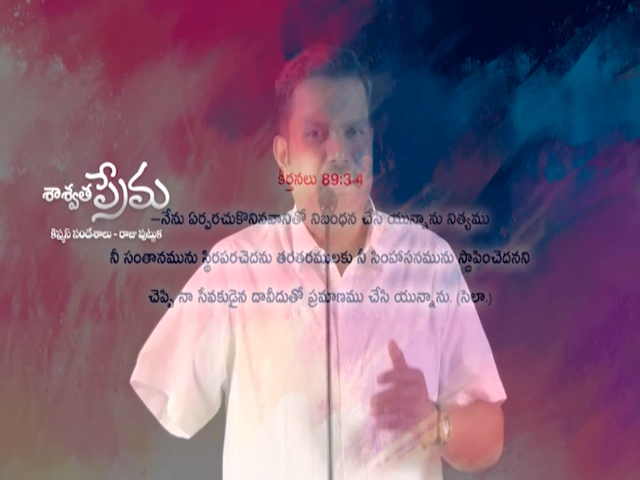 కీర్తనలు 89:3-4
శాశ్వత ప్రేమ
–నేను ఏర్పరచుకొనినవానితో నిబంధన చేసి యున్నాను నిత్యము
క్రిస్మస్ సందేశాలు - రాజు పుట్లుక
నీ సంతానమును స్థిరపరచెదను తరతరములకు నీ సింహాసనమును స్థాపించెదనని
చెప్పి నా సేవకుడైన దావీదుతో ప్రమాణము చేసి యున్నాను. (సెలా.)